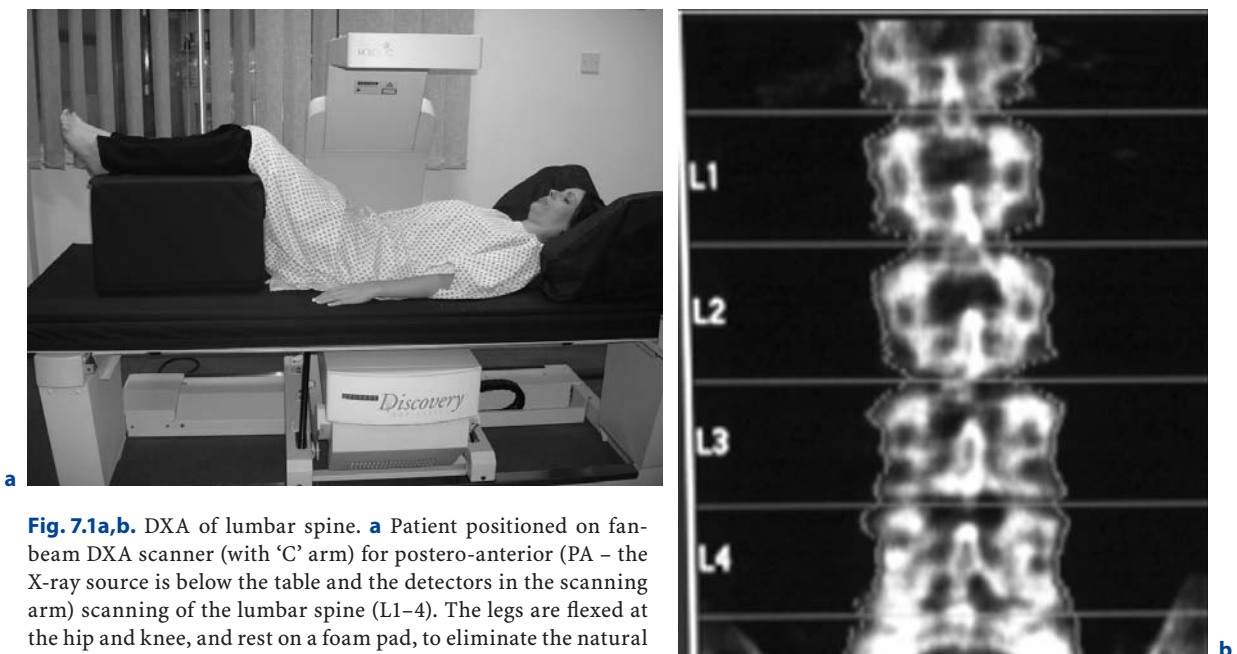 Discovery
a
L1
L2
L3
L4
b
Fig. 7.1a,b. DXA of lumbar spine. a Patient positioned on fan-
beam DXA scanner (with ‘C’ arm) for postero-anterior (PA – the
X-ray source is below the table and the detectors in the scanning
arm) scanning of the lumbar spine (L1–4). The legs are flexed at
the hip and knee, and rest on a foam pad, to eliminate the natural